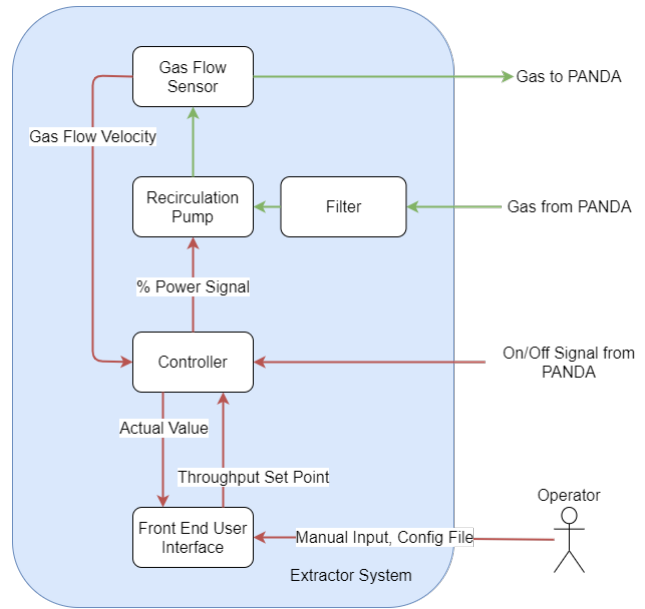 Gas Flow
Sensor
Gas to PANDA
Gas Flow Velocity
Recirculation
Pump
Filter
Gas from PANDA
% Power Signal
Controller
On/Off Signal from
PANDA
Actual Value
Throughput Set Point
Operator
Front End User
Interface
Manual Input, Config File
Extractor System